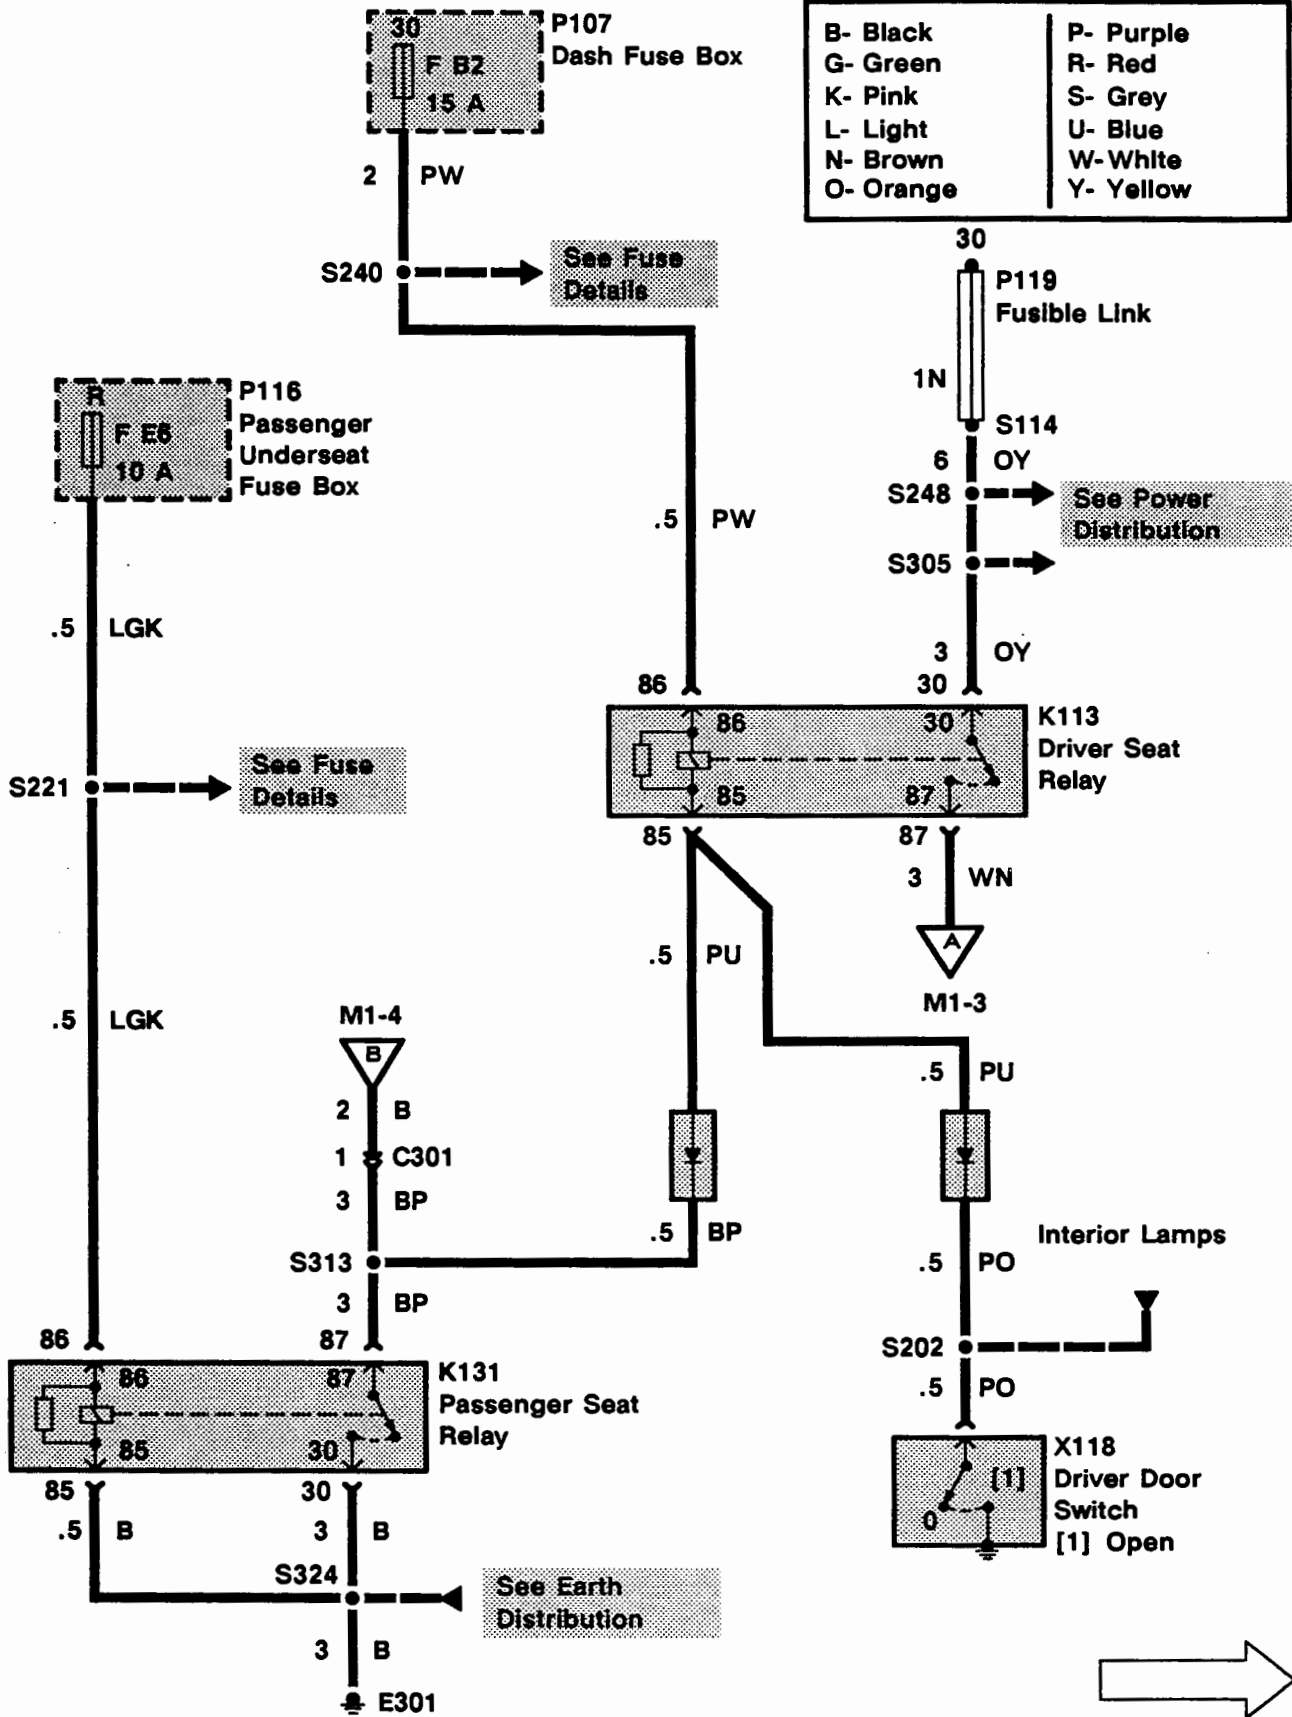 30
F B2
15 A
P107
Dash Fuse Box
B- Black
G- Green
K- Pink
L- Light
N- Brown
O- Orange
P- Purple
R- Red
S- Grey
U- Blue
W- White
Y- Yellow
2 PW
S240
See Fuse
Details
30
P119
Fusible Link
1N
S114
6 OY
S248
See Power
Distribution
S305
3 OY
R
F E6
10 A
P116
Passenger
Underseat
Fuse Box
.5 PW
.5 LGK
86
30
86
30
85
87
K113
Driver Seat
Relay
S221
See Fuse
Details
85
87
3 WN
A
M1-3
.5 PU
.5 LGK
M1-4
B
2 B
1 C301
3 BP
.5 PU
.5 BP
S313
3 BP
.5 PO
Interior Lamps
S202
.5 PO
86
87
86
87
85
30
K131
Passenger Seat
Relay
85
30
.5 B
3 B
S324
See Earth
Distribution
3 B
E301
[1]
0
X118
Driver Door
Switch
[1] Open